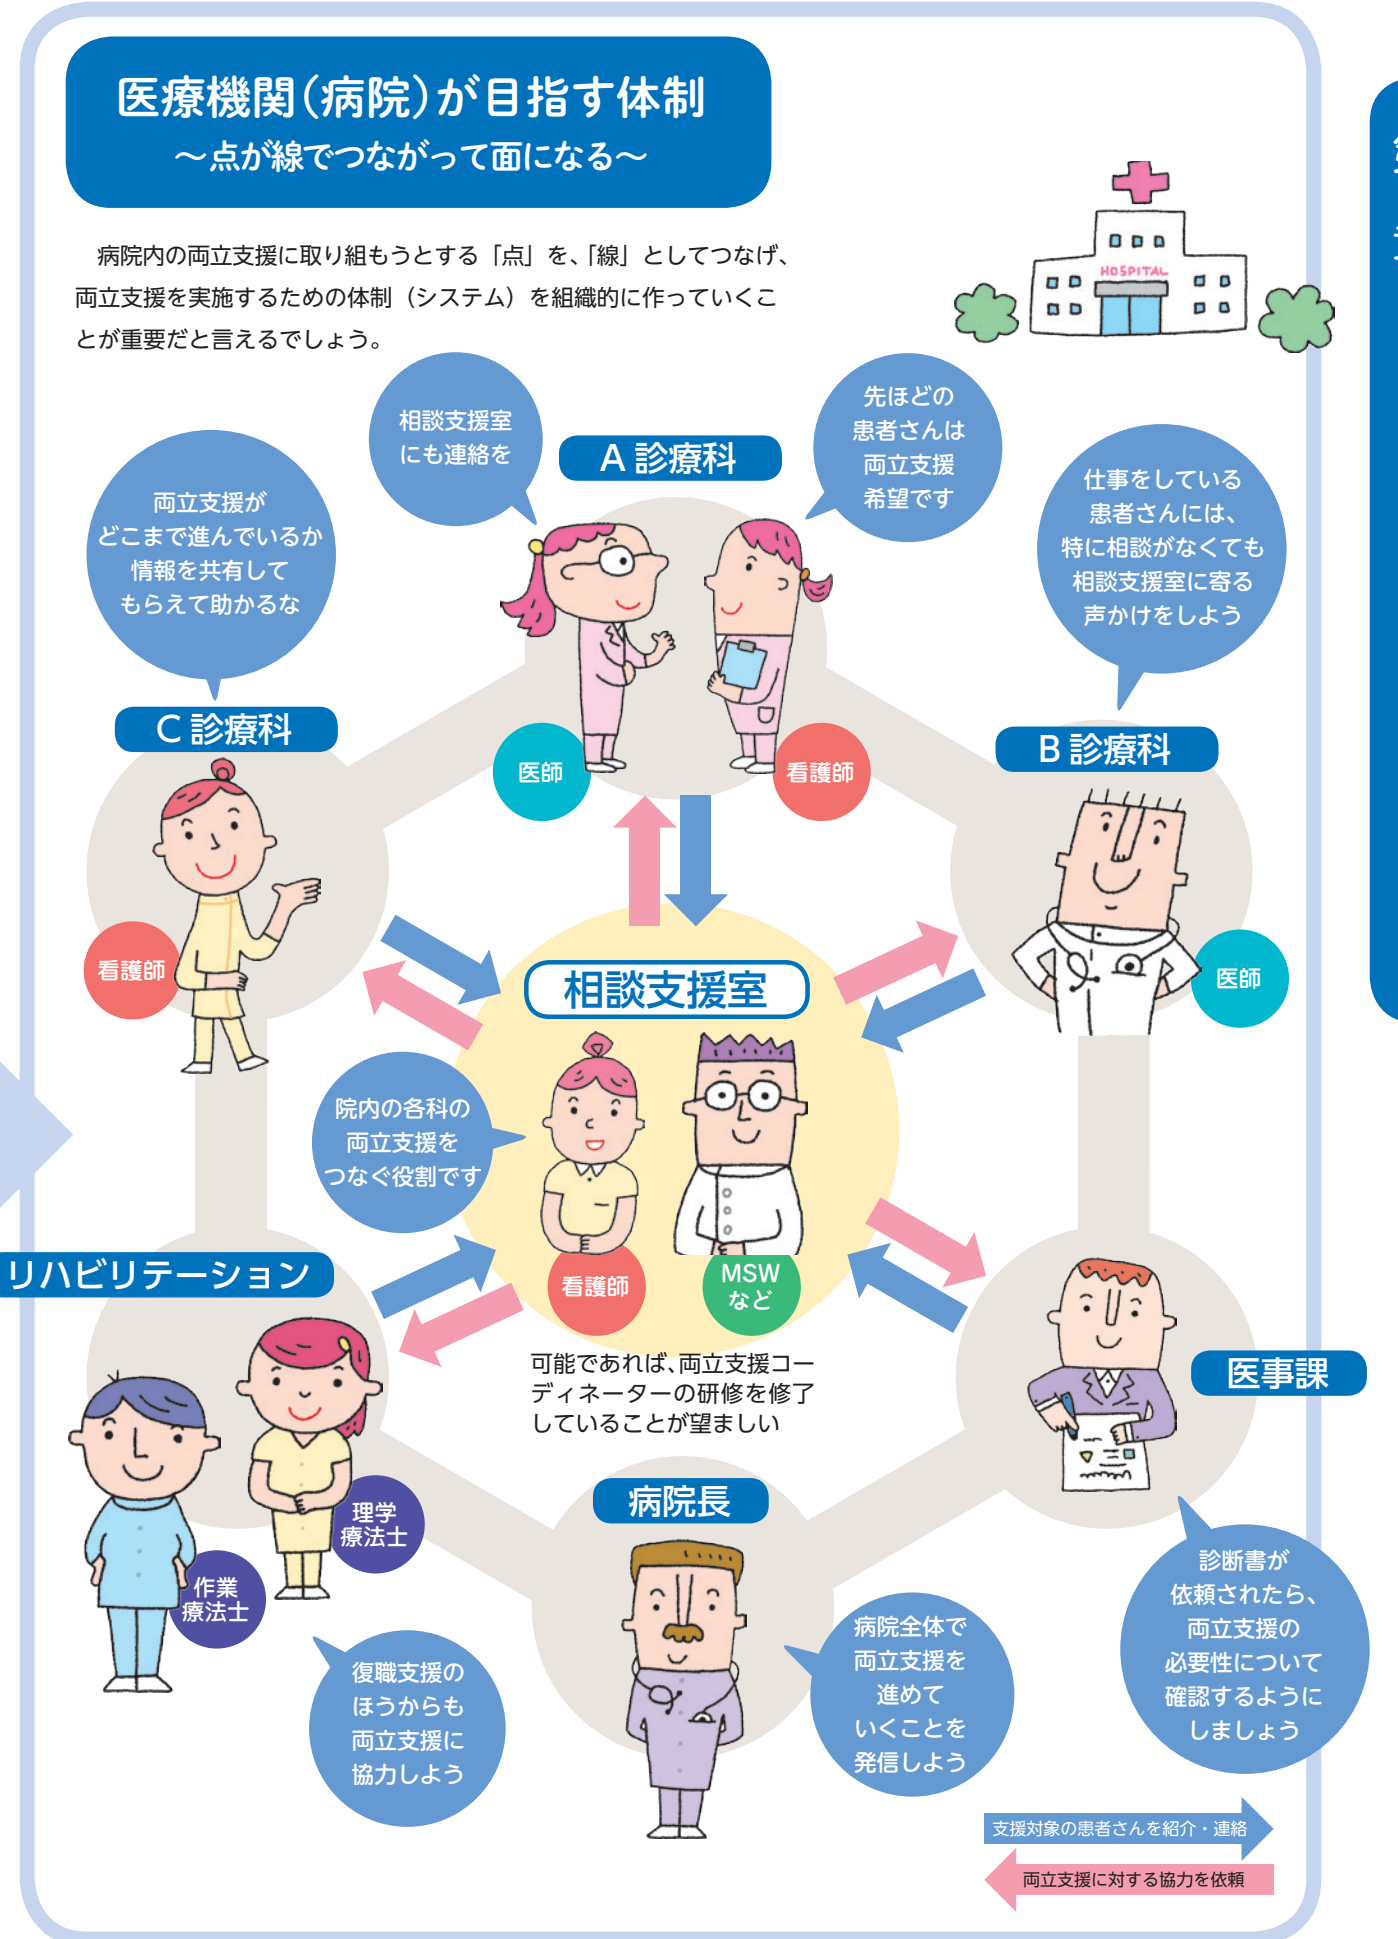 医療機関(病院)が目指す体制
〜点が線でつながって面になる〜
病院内の両立支援に取り組もうとする「点」を、「線」としてつなげ、
両立支援を実施するための体制（システム）を組織的に作っていくこ
とが重要だと言えるでしょう。
HOSPITAL
相談支援室
にも連絡を
A 診療科
先ほどの
患者さんは
両立支援
希望です
両立支援が
どこまで進んでいるか
情報を共有して
もらえて助かるな
仕事をしている
患者さんには、
特に相談がなくても
相談支援室に寄る
声かけをしよう
C 診療科
B 診療科
医師
看護師
看護師
医師
相談支援室
院内の各科の
両立支援を
つなぐ役割です
看護師
MSW
など
可能であれば、両立支援コー
ディネーターの研修を修了
していることが望ましい
リハビリテーション
医事課
理学
療法士
作業
療法士
病院長
復職支援の
ほうからも
両立支援に
協力しよう
病院全体で
両立支援を
進めて
いくことを
発信しよう
診断書が
依頼されたら、
両立支援の
必要性について
確認するように
しましょう
支援対象の患者さんを紹介・連絡
両立支援に対する協力を依頼